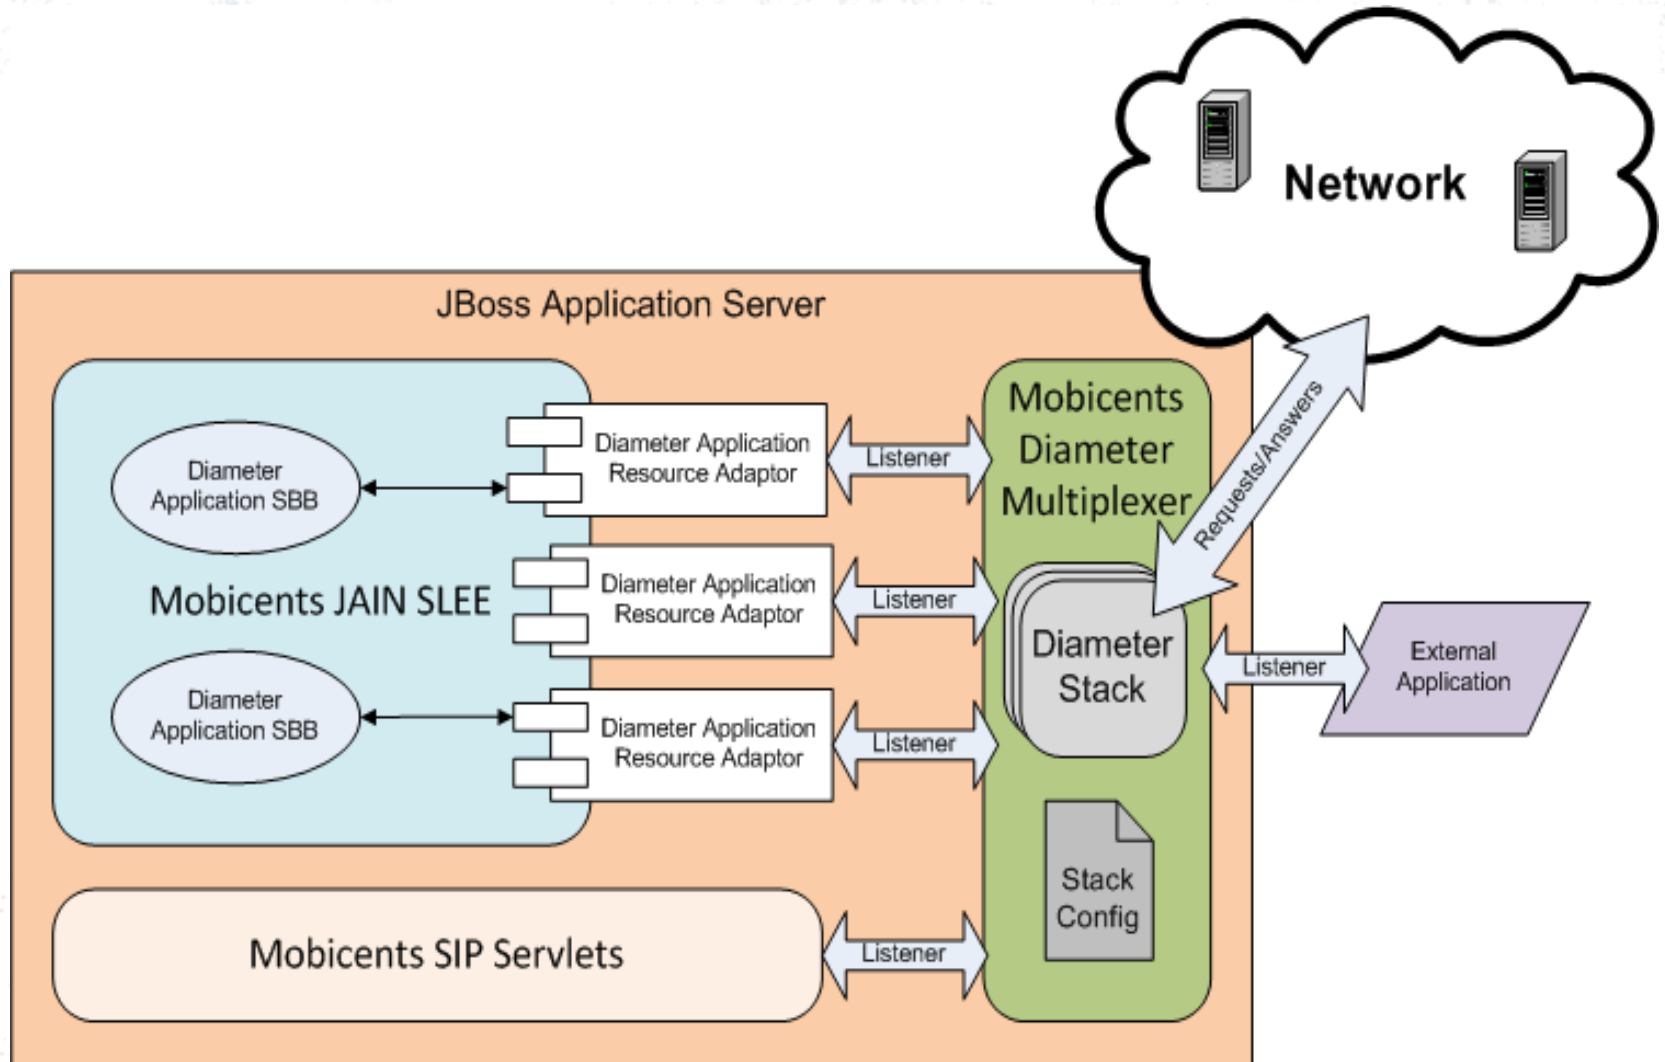 Network
JBoss Application Server
Mobicents
Diameter
Multiplexer
Requests/Answers
Diameter Application
Resource Adaptor
Listener
Diameter
Application SBB
Mobicents JAIN SLEE
Diameter Application
Resource Adaptor
Listener
Diameter
Stack
Listener
External
Application
Diameter
Application SBB
Diameter Application
Resource Adaptor
Listener
Stack
Config
Mobicents SIP Servlets
Listener